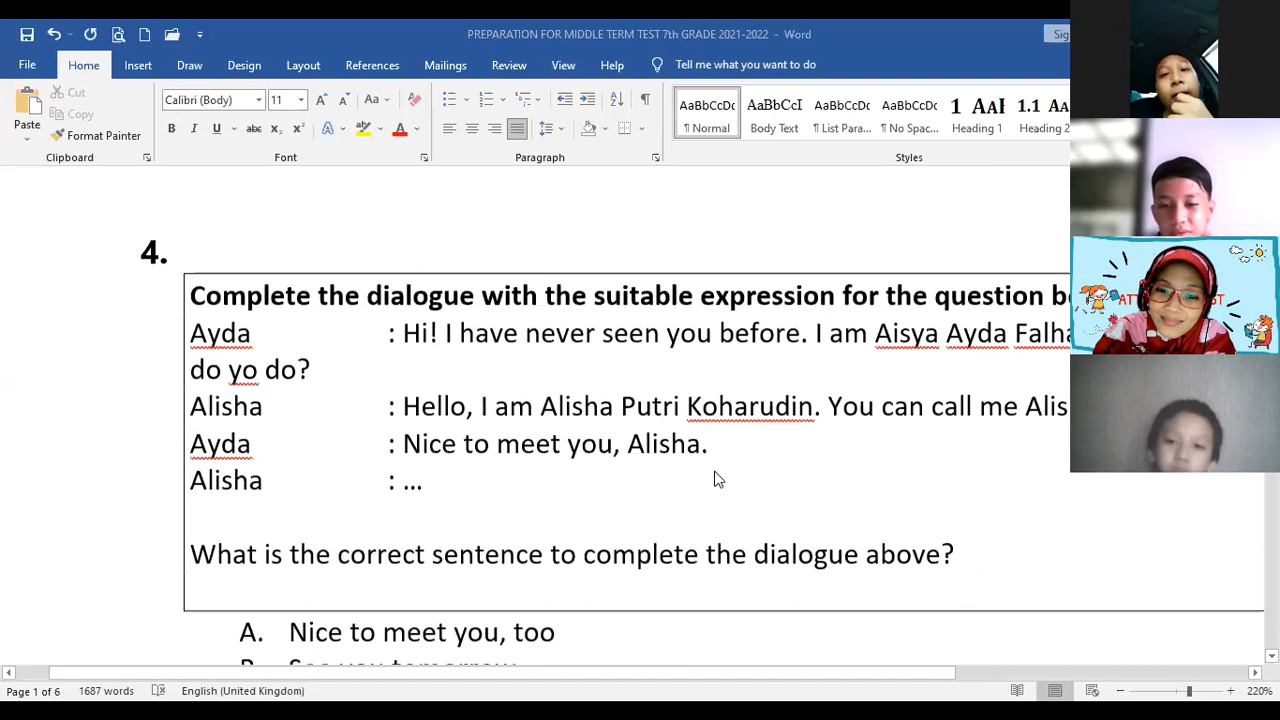 PREPARATION FOR MIDDLE TERM TEST 7th GRADE 2021-2022 - Word
File Home Insert Draw Design Layout References Mailings Review View Help Tell me what you want to do
Paste
Cut
Copy
Format Painter
Calibri (Body) 11
Clipboard Font Paragraph Styles
AaBbCcDc AaBbCcI AaBbCcDc AaBbCcDc 1 AaI 1.1 AaB
¶ Normal Body Text ¶ List Para... ¶ No Spac... Heading 1 Heading 2
4.
Complete the dialogue with the suitable expression for the question
Ayda : Hi! I have never seen you before. I am Aisya Ayda
do yo do?
Alisha : Hello, I am Alisha Putri Koharudin. You can call me
Ayda : Nice to meet you, Alisha.
Alisha : ...
What is the correct sentence to complete the dialogue above?
A. Nice to meet you, too
Page 1 of 6 1687 words English (United Kingdom) 220%